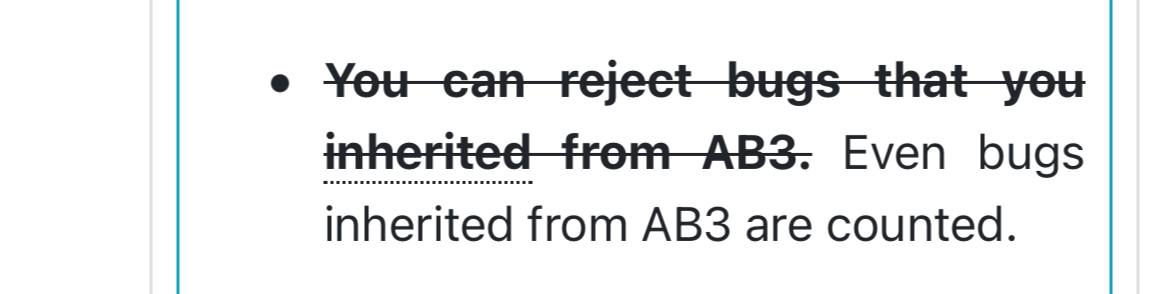 • You can reject bugs that you
inherited from AB3. Even bugs
inherited from AB3 are counted.